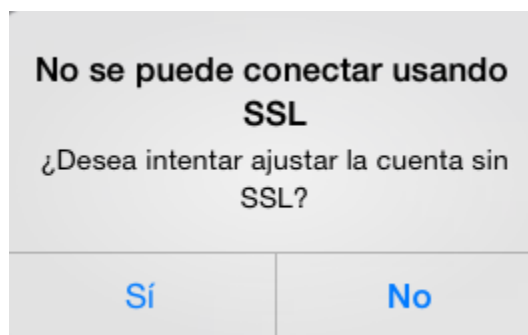 No se puede conectar usando
SSL
¿Desea intentar ajustar la cuenta sin
SSL?
Sí
No